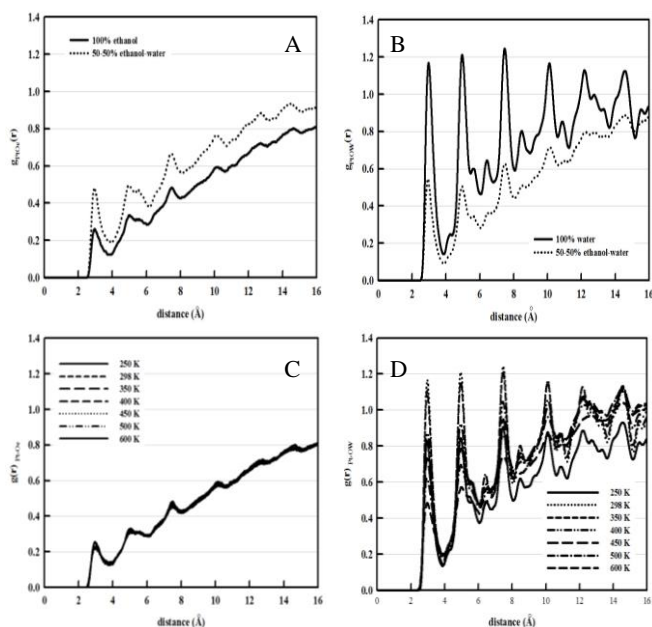 A
100% ethanol
50-50% ethanol-water
1.4
1.2
1.0
0.8
0.6
0.4
0.2
0.0
0 2 4 6 8 10 12 14 16
distance (Å)
B
g PtOW (r)
100% water
50-50% ethanol-water
1.4
1.2
1.0
0.8
0.6
0.4
0.2
0.0
0 2 4 6 8 10 12 14 16
distance (Å)
C
250 K
298 K
350 K
400 K
450 K
500 K
600 K
1.4
1.2
1.0
0.8
0.6
0.4
0.2
0.0
0 2 4 6 8 10 12 14 16
distance (Å)
g(r)
D
g(r) Pt-OW
250 K
298 K
350 K
400 K
450 K
500 K
600 K
1.4
1.2
1.0
0.8
0.6
0.4
0.2
0.0
0 2 4 6 8 10 12 14 16
distance (Å)